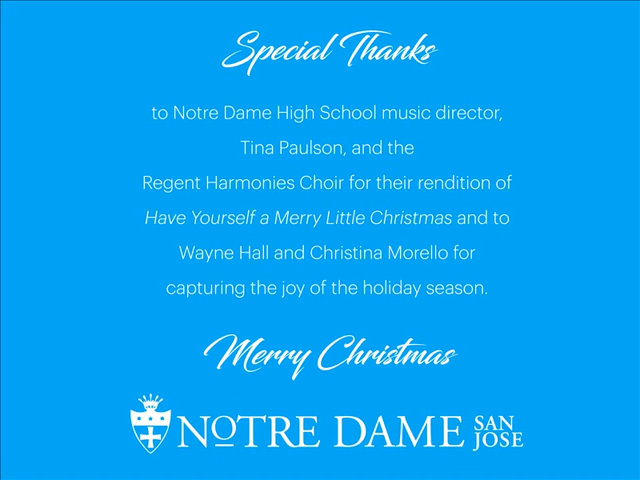 Special Thanks
to Notre Dame High School music director,
Tina Paulson, and the
Regent Harmonies Choir for their rendition of
Have Yourself a Merry Little Christmas and to
Wayne Hall and Christina Morello for
capturing the joy of the holiday season.
Merry Christmas
NOTRE DAME SAN JOSE